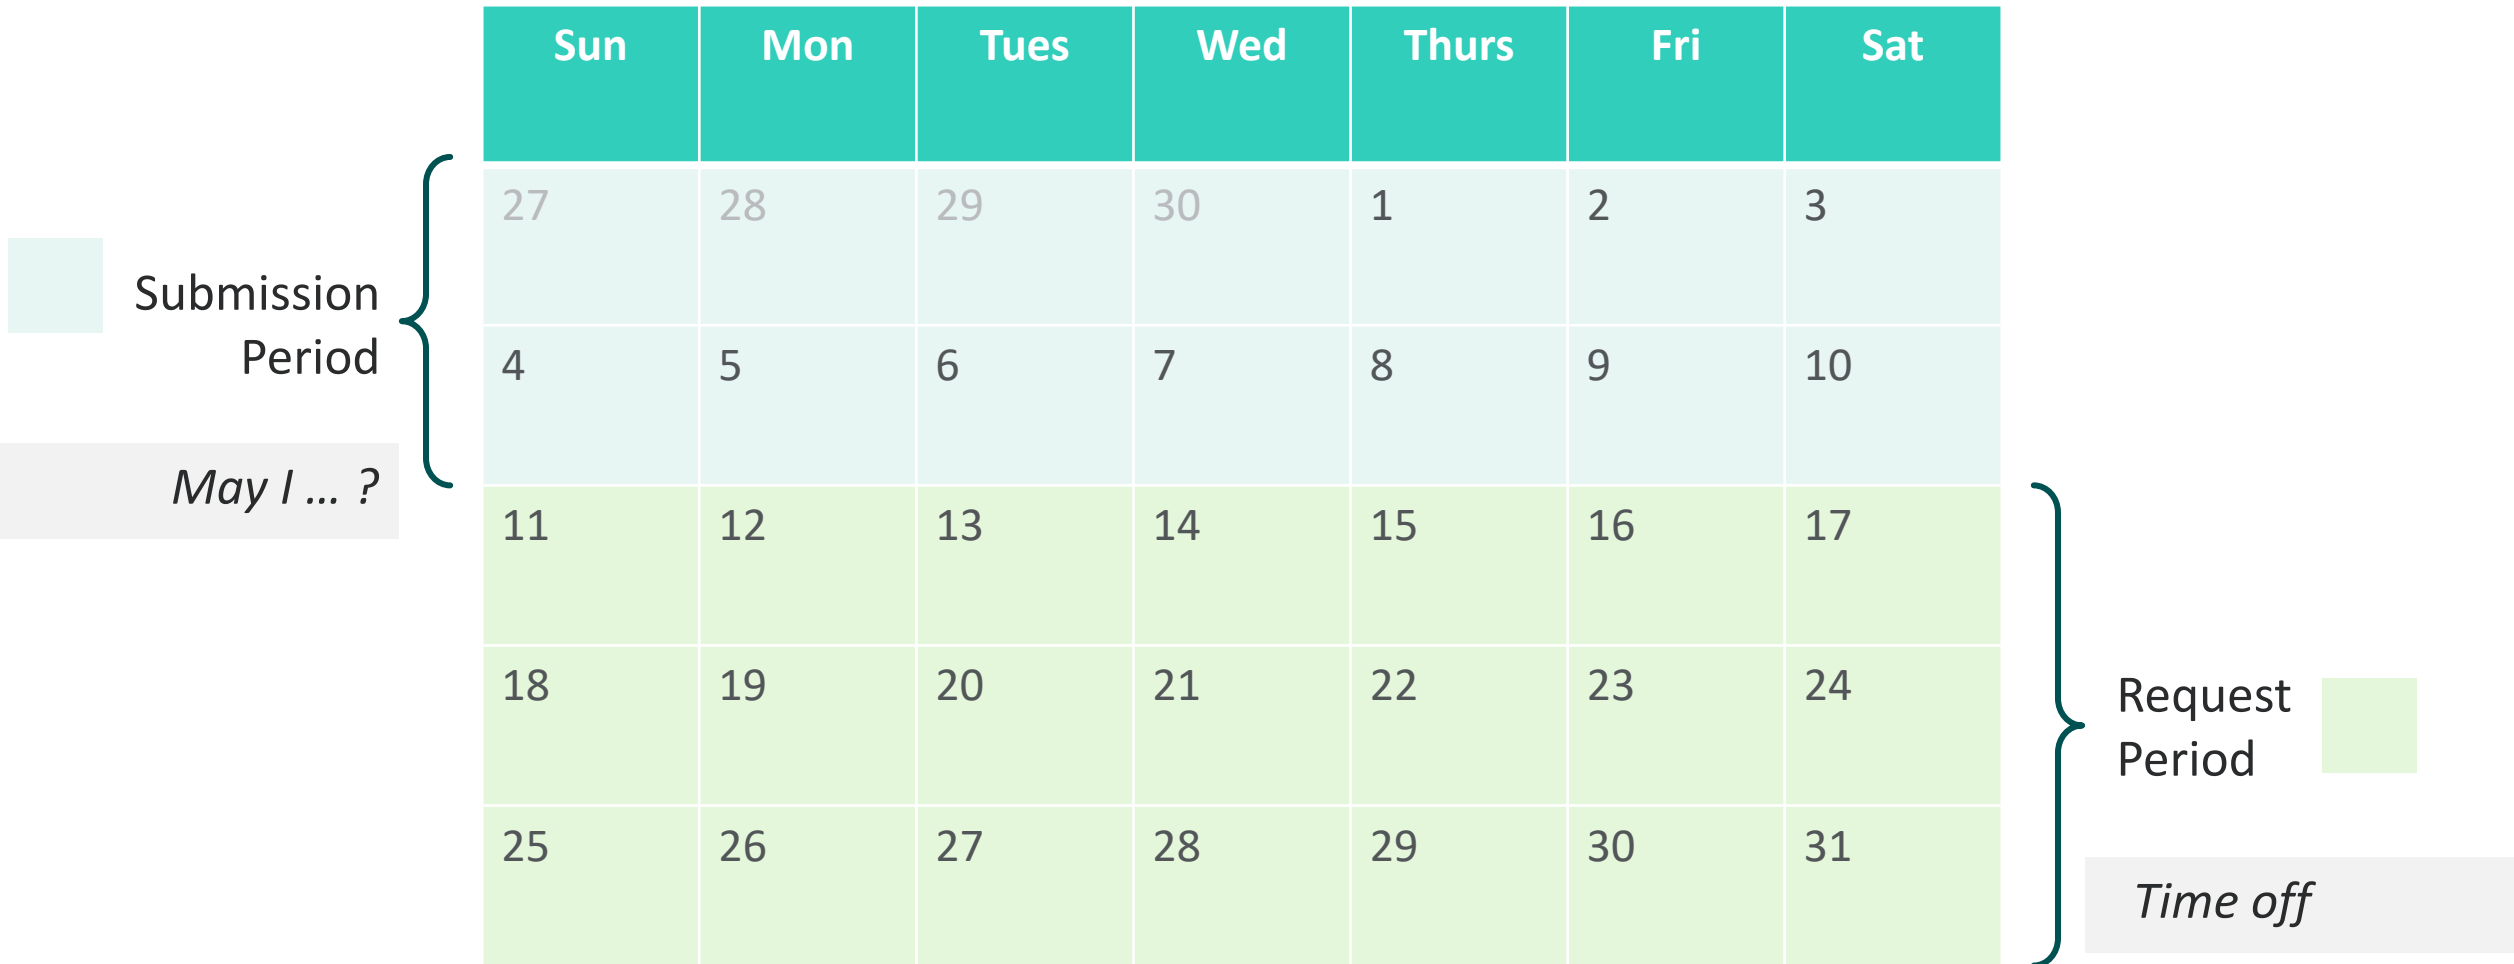 Sun Mon Tues Wed Thurs Fri Sat
27 28 29 30 1 2 3
Submission
Period
4 5 6 7 8 9 10
May I ... ?
11 12 13 14 15 16 17
18 19 20 21 22 23 24
Request
Period
25 26 27 28 29 30 31
Time off